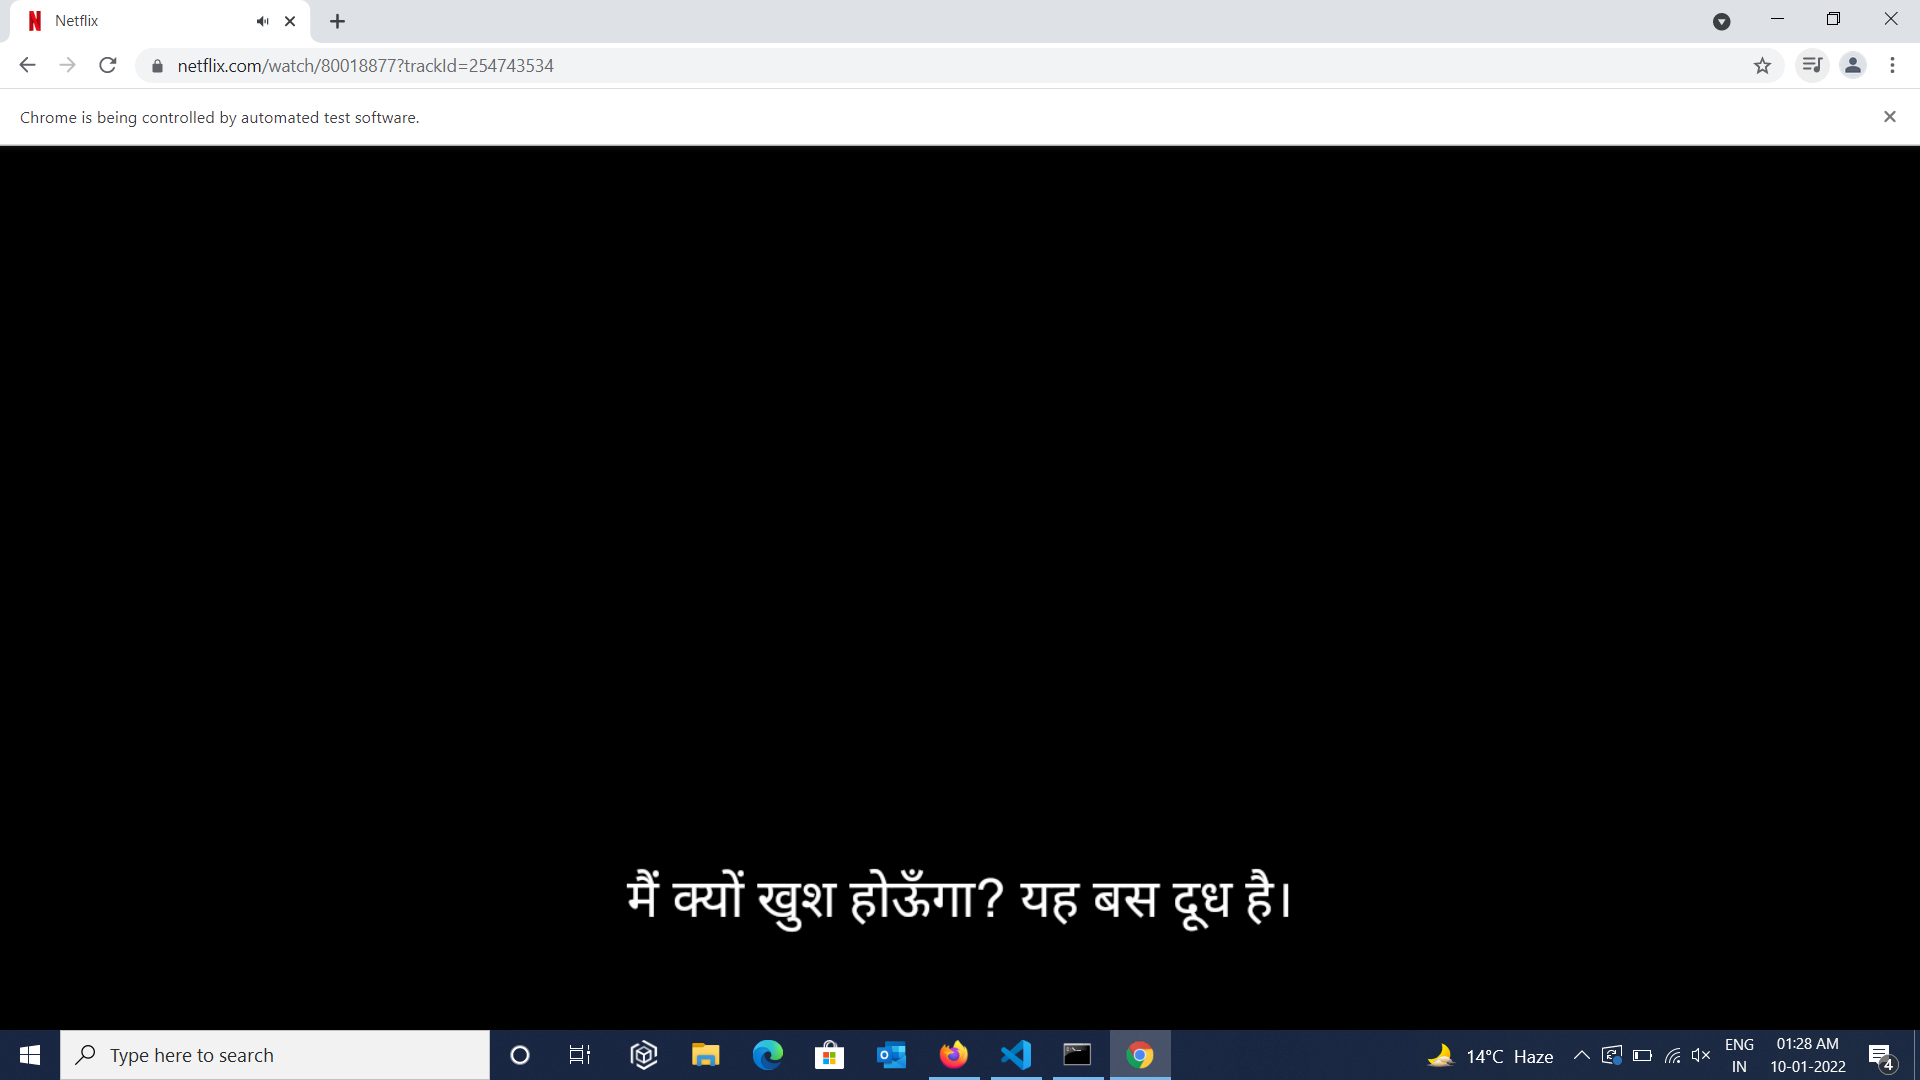 Netflix
netflix.com/watch/80018877?trackId=254743534
Chrome is being controlled by automated test software.
मैं क्यों खुश होऊँगा? यह बस दूध है।
Type here to search
14°C Haze
ENG
IN
01:28 AM
10-01-2022
4